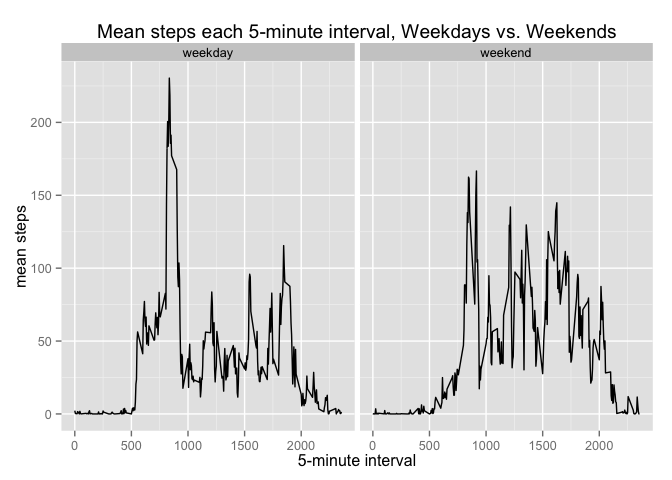 Mean steps each 5-minute interval, Weekdays vs. Weekends
weekday
weekend
mean steps
200
150
100
50
0
0 500 1000 1500 2000
0 500 1000 1500 2000
5-minute interval